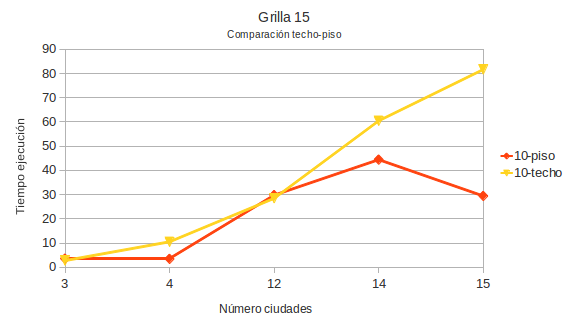 Grilla 15
Comparación techo-piso
90
80
70
60
50
40
30
20
10
0
Tiempo ejecución
3 4 12 14 15
Número ciudades
10-piso
10-techo